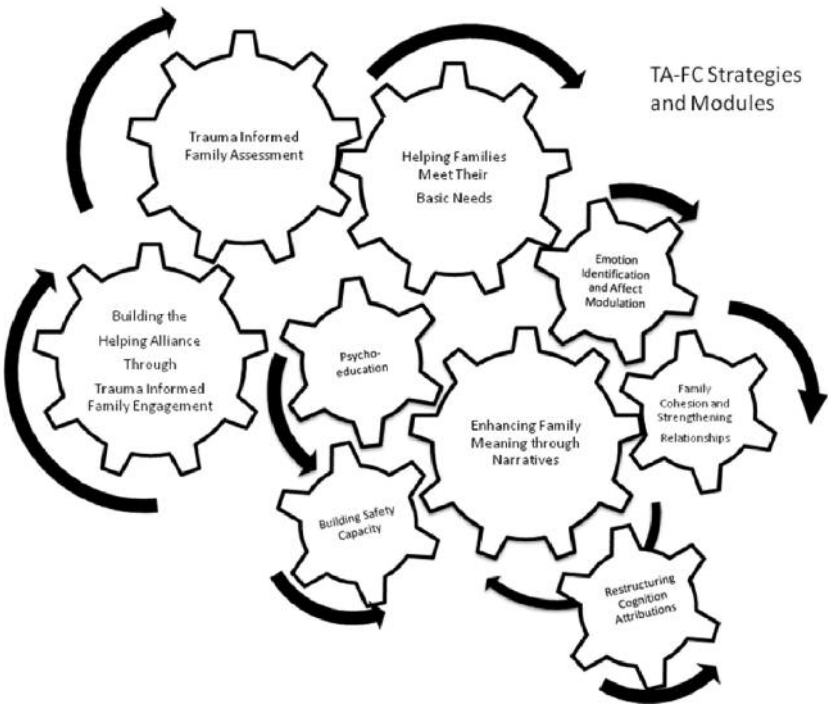 TA-FC Strategies
and Modules
Trauma Informed
Family Assessment
Helping Families
Meet Their
Basic Needs
Emotion
Identification
and Affect
Modulation
Building the
Helping Alliance
Through
Trauma Informed
Family Engagement
Psycho-
education
Family
Cohesion and
Strengthening
Relationships
Enhancing Family
Meaning through
Narratives
Building Safety
Capacity
Restructuring
Cognition
Attributions